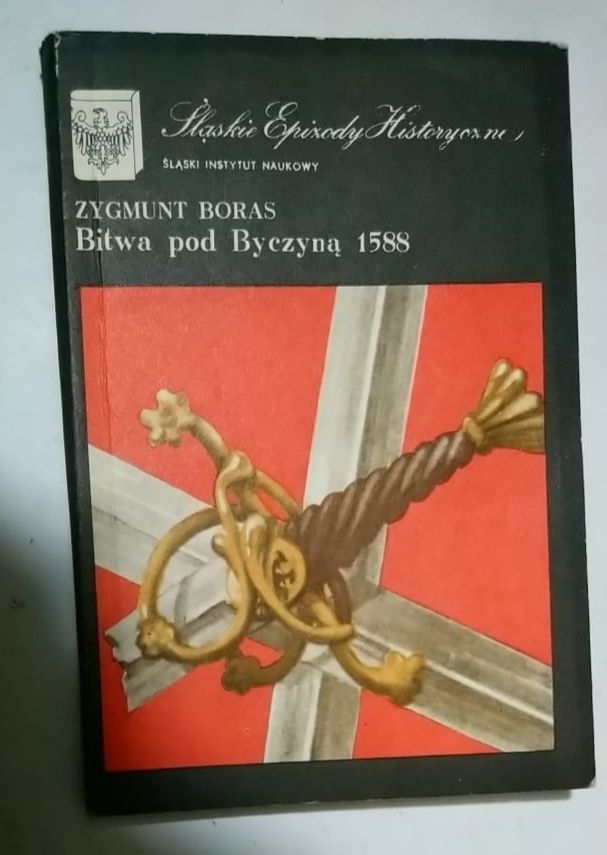 Śląskie Epizody Historyczne
ŚLĄSKI INSTYTUT NAUKOWY
ZYGMUNT BORAS
Bitwa pod Byczyną 1588